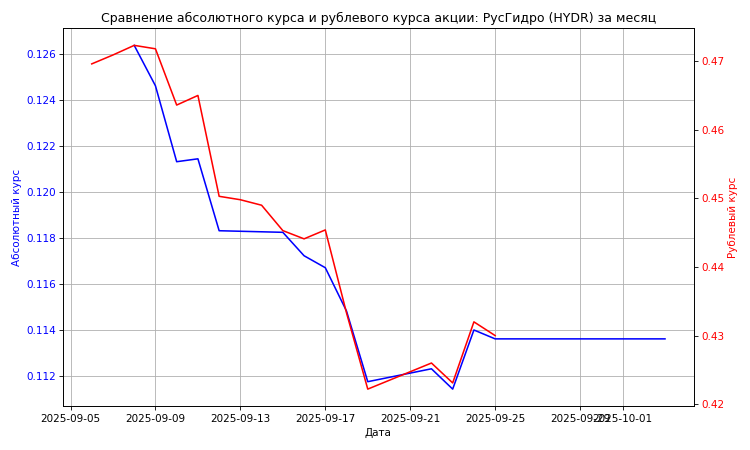 Сравнение абсолютного курса и рублевого курса акции: РусГидро (HYDR) за месяц
0.126
0.124
0.122
0.120
0.118
0.116
0.114
0.112
Абсолютный курс
0.47
0.46
0.45
0.44
0.43
0.42
Рублевый курс
2025-09-05 2025-09-09 2025-09-13 2025-09-17 2025-09-21 2025-09-25 2025-09-29 2025-10-01
Дата